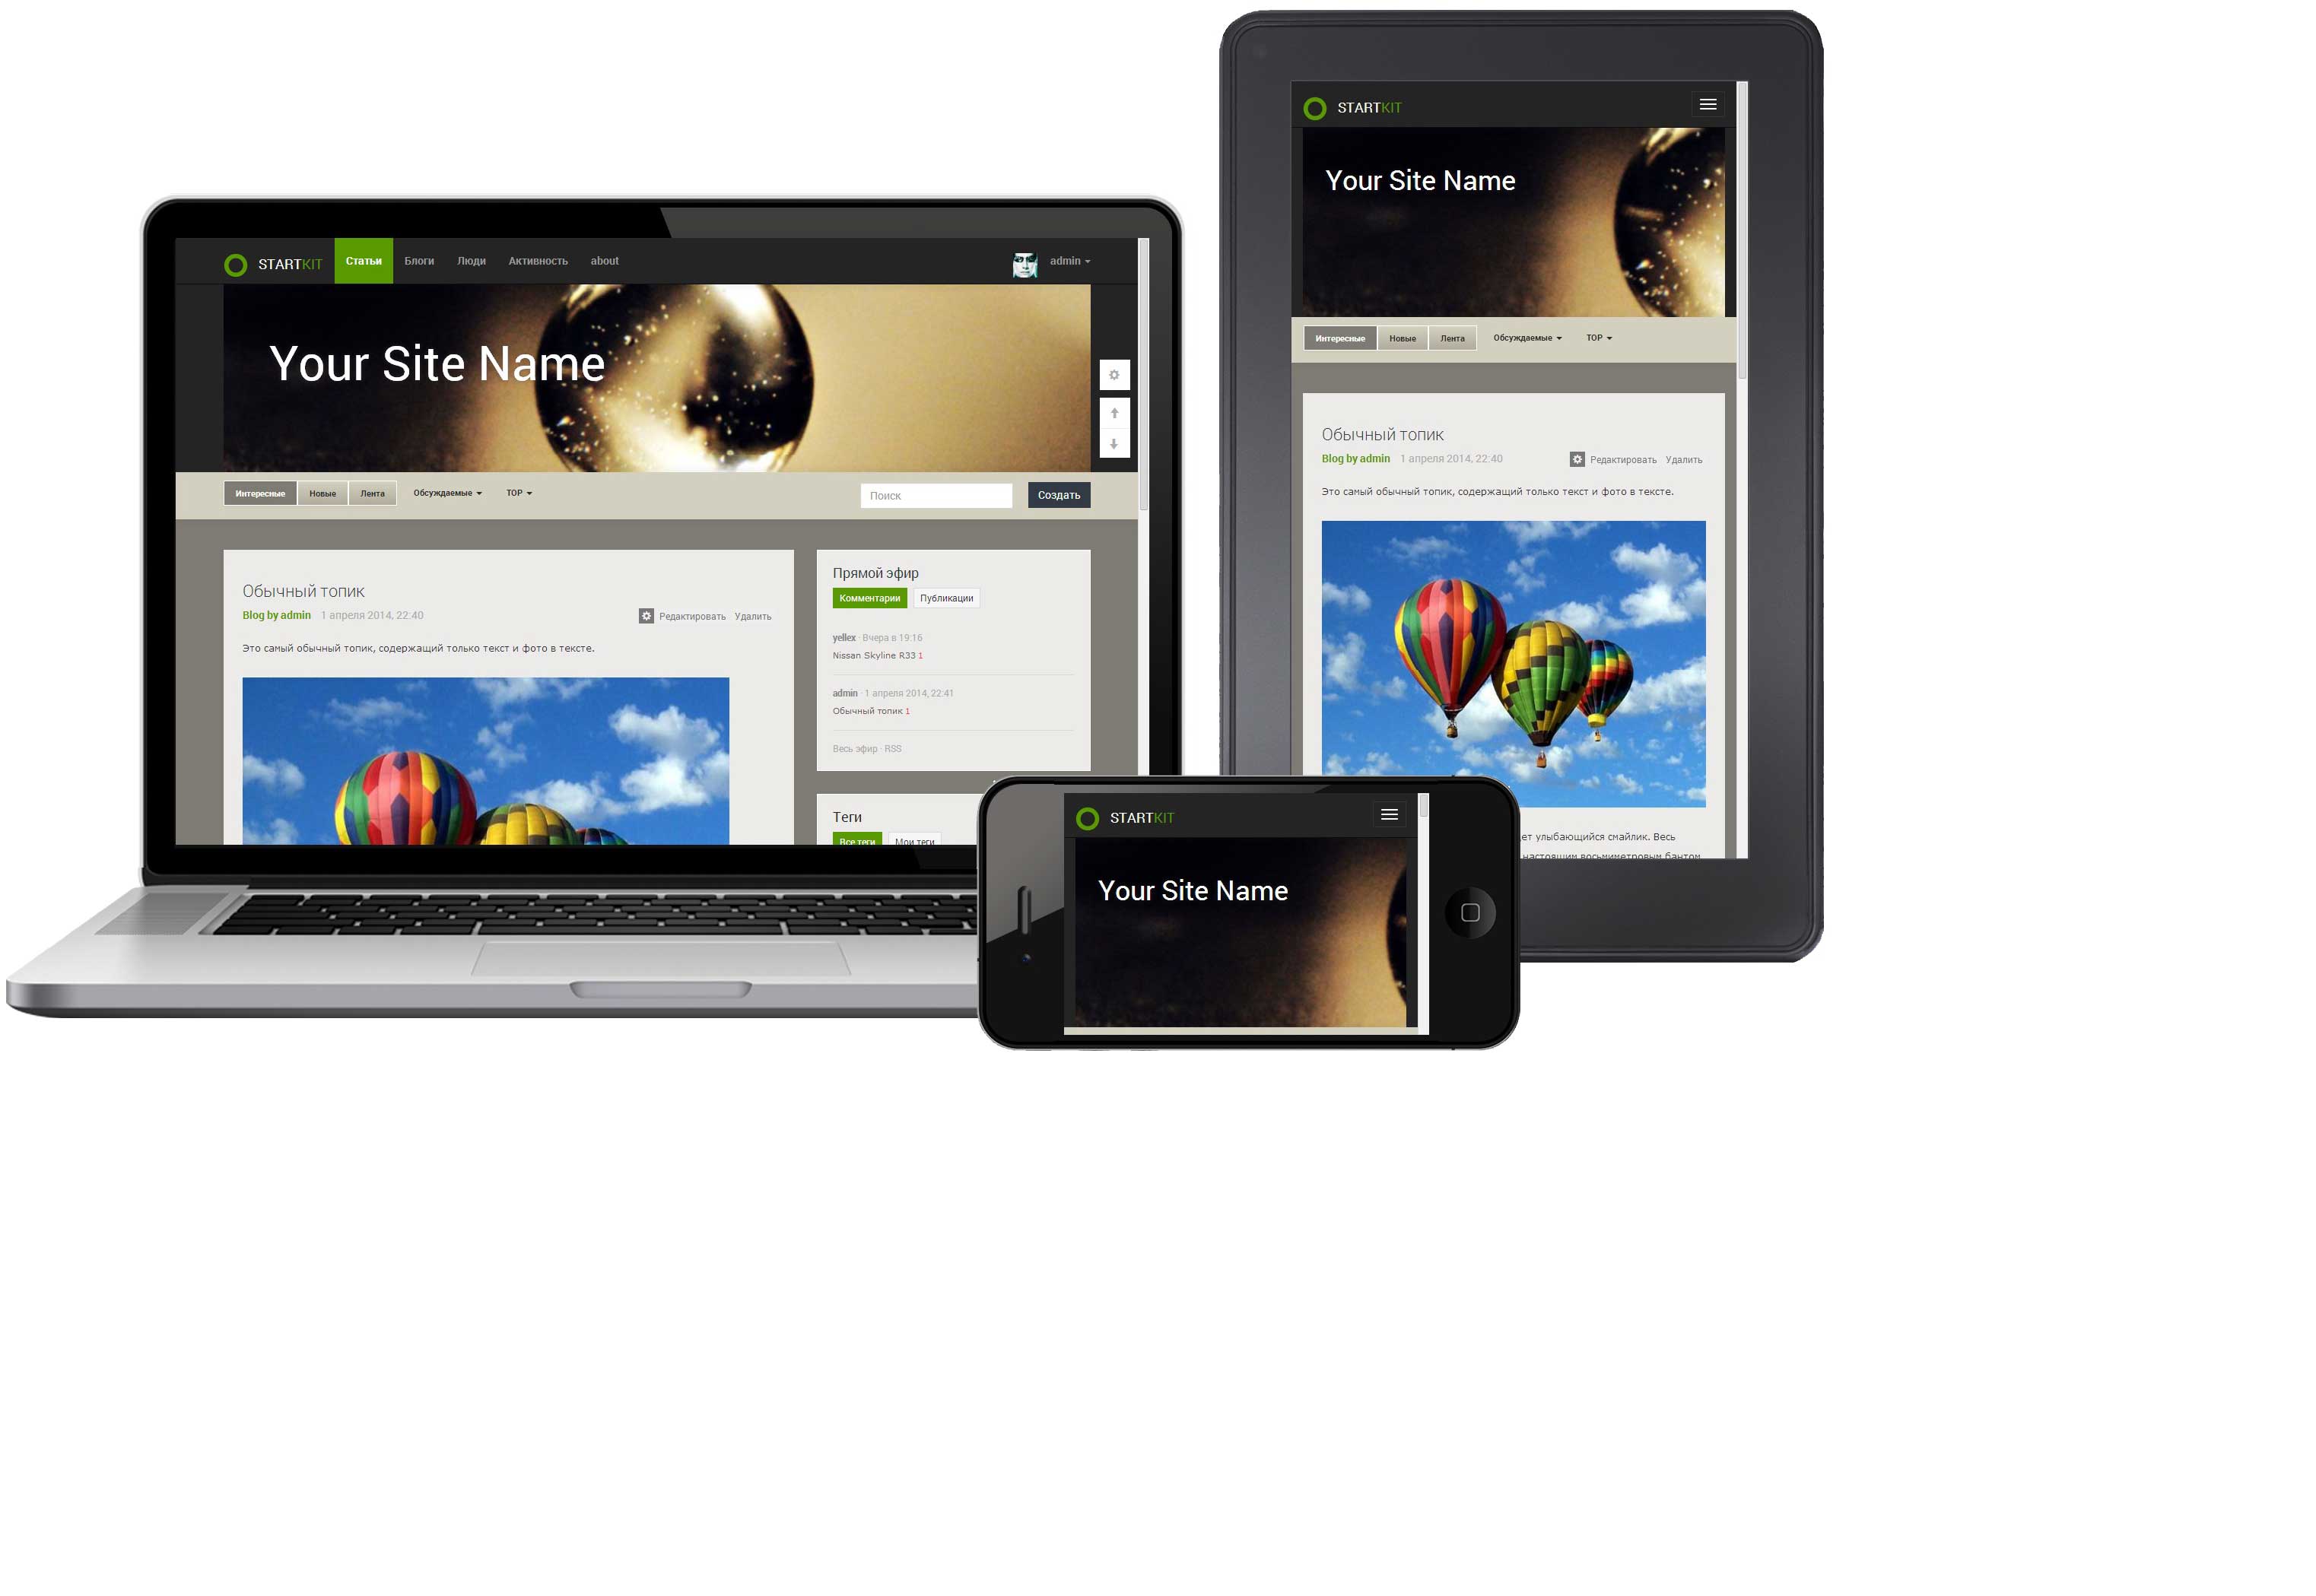 STARTKIT Статьи Блоги Люди Активность about admin
Your Site Name
Интересные Новые Лента Обсуждаемые TOP Поиск Создать
Обычный топик
Blog by admin 1 апреля 2014, 22:40 Редактировать Удалить
Это самый обычный топик, содержащий только текст и фото в тексте.
Прямой эфир
Комментарии Публикации
yellex · Вчера в 19:16
Nissan Skyline R33 1
admin · 1 апреля 2014, 22:41
Обычный топик 1
Весь эфир · RSS
Теги
Все теги Мои теги
STARTKIT
Your Site Name
Интересные Новые Лента Обсуждаемые TOP
Обычный топик
Blog by admin 1 апреля 2014, 22:40 Редактировать Удалить
Это самый обычный топик, содержащий только текст и фото в тексте.
улыбающийся смайлик. Весь
настоящим восьмиметровым бантом
STARTKIT
Your Site Name